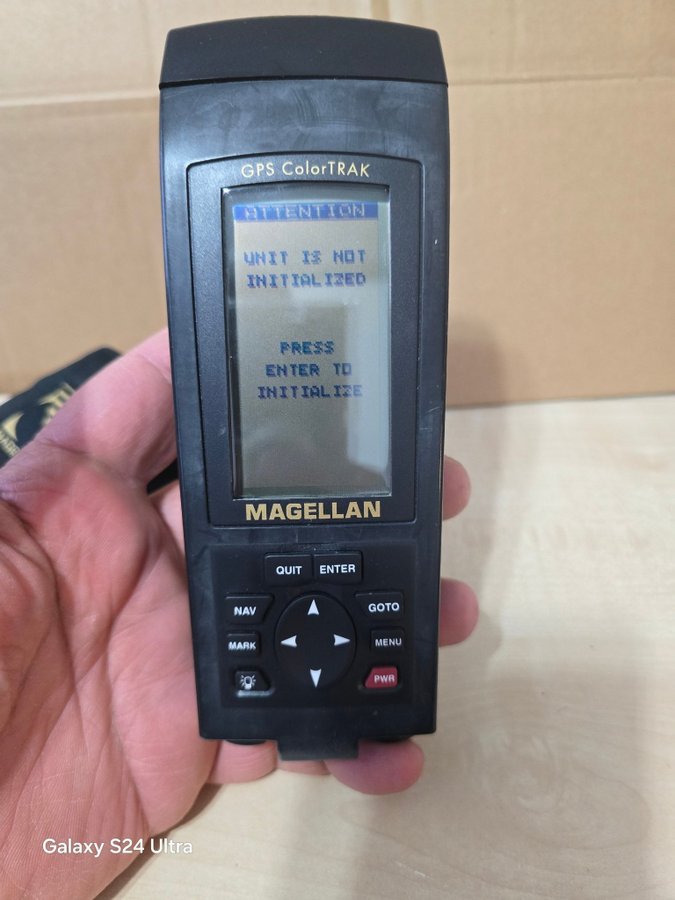 GPS ColorTRAK
ATTENTION
UNIT IS NOT
INITIALIZED
PRESS
ENTER TO
INITIALIZE
MAGELLAN
QUIT ENTER
NAV GOTO
MARK MENU
PWR
Galaxy S24 Ultra